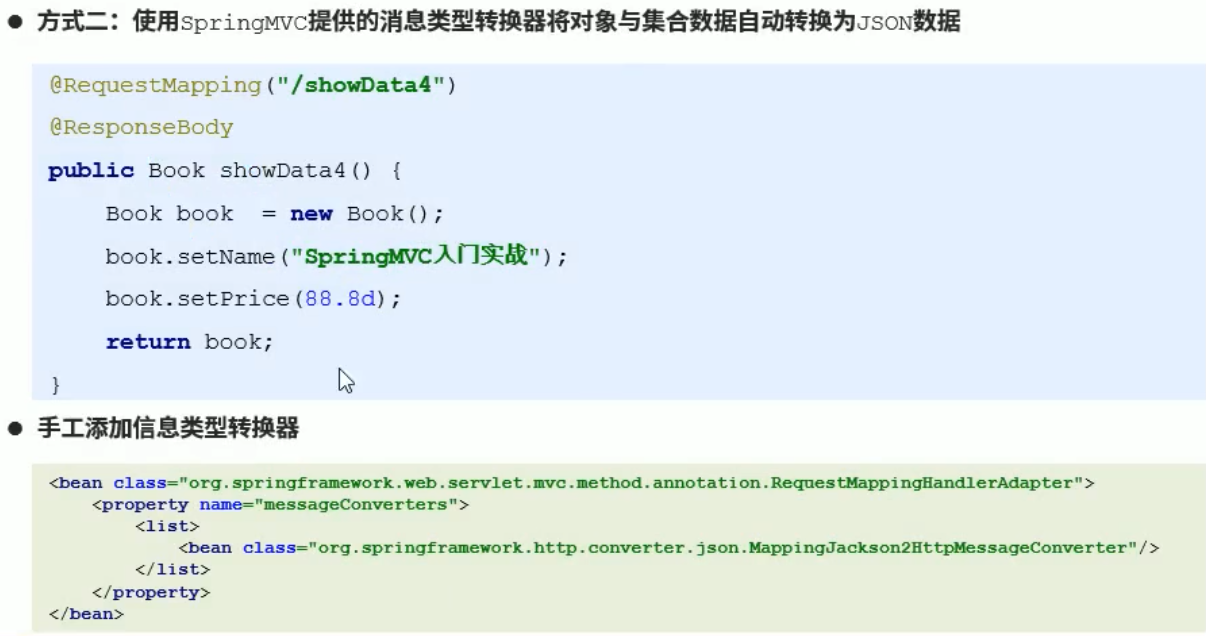 ● 方式二：使用SpringMVC提供的消息类型转换器将对象与集合数据自动转换为JSON数据
@RequestMapping("/showData4")
@ResponseBody
public Book showData4() {
    Book book  = new Book();
    book.setName("SpringMVC入门实战");
    book.setPrice(88.8d);
    return book;
}
● 手工添加信息类型转换器
<bean class="org.springframework.web.servlet.mvc.method.annotation.RequestMappingHandlerAdapter">
    <property name="messageConverters">
        <list>
            <bean class="org.springframework.http.converter.json.MappingJackson2HttpMessageConverter"/>
        </list>
    </property>
</bean>